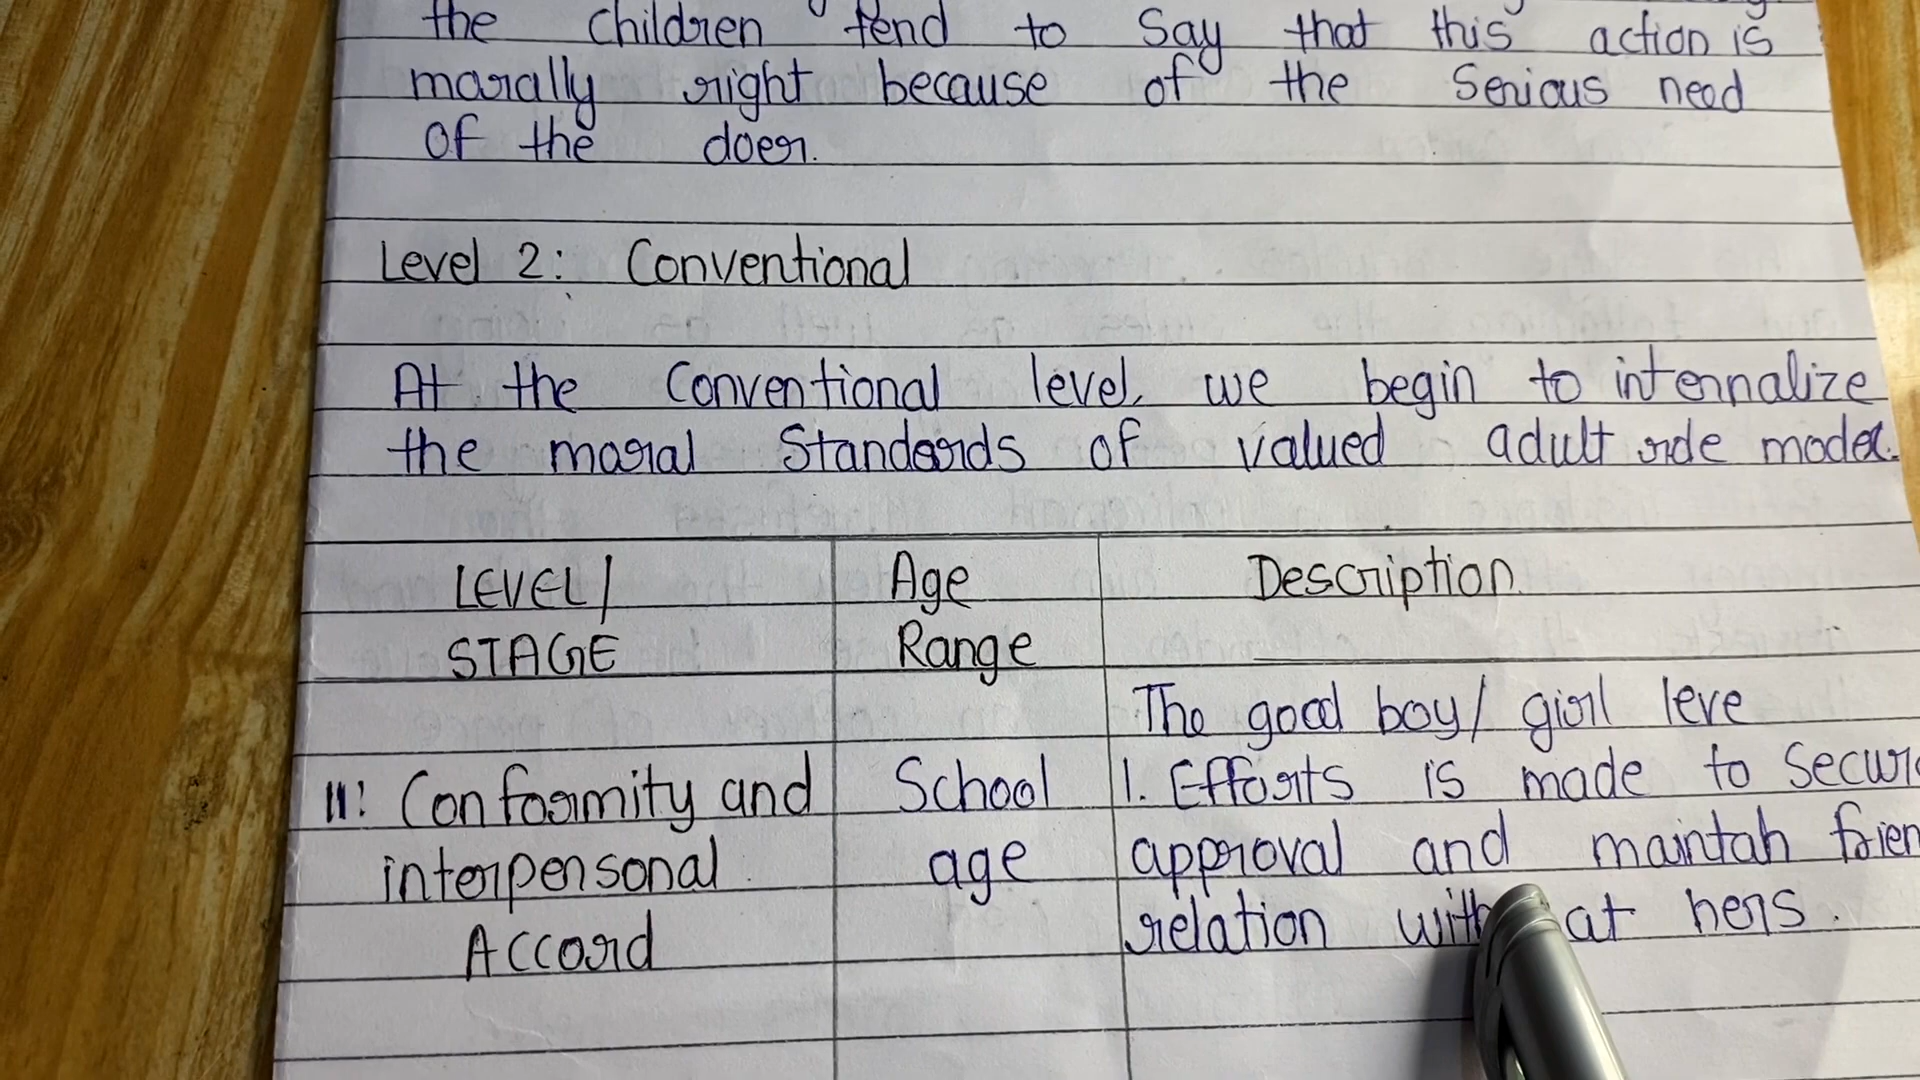 the children tend to say that this action is
morally right because of the serious need
of the doer.
Level 2: Conventional
At the conventional level, we begin to internalize
the moral standards of valued adult role model.
LEVEL/ Age Description
STAGE Range
The good boy/girl leve
II: Conformity and School 1. Efforts is made to secur
interpersonal age approval and maintah frien
Accord relation with at hers.